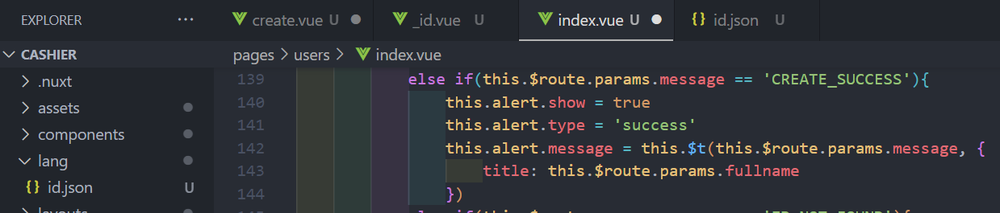 EXPLORER ...
create.vue U
_id.vue U
index.vue U
{} id.json U
CASHIER
pages > users > index.vue
> .nuxt
> assets
> components
lang
{} id.json U
139 else if(this.$route.params.message == 'CREATE_SUCCESS'){
140 this.alert.show = true
141 this.alert.type = 'success'
142 this.alert.message = this.$t(this.$route.params.message, {
143 title: this.$route.params.fullname
144 })